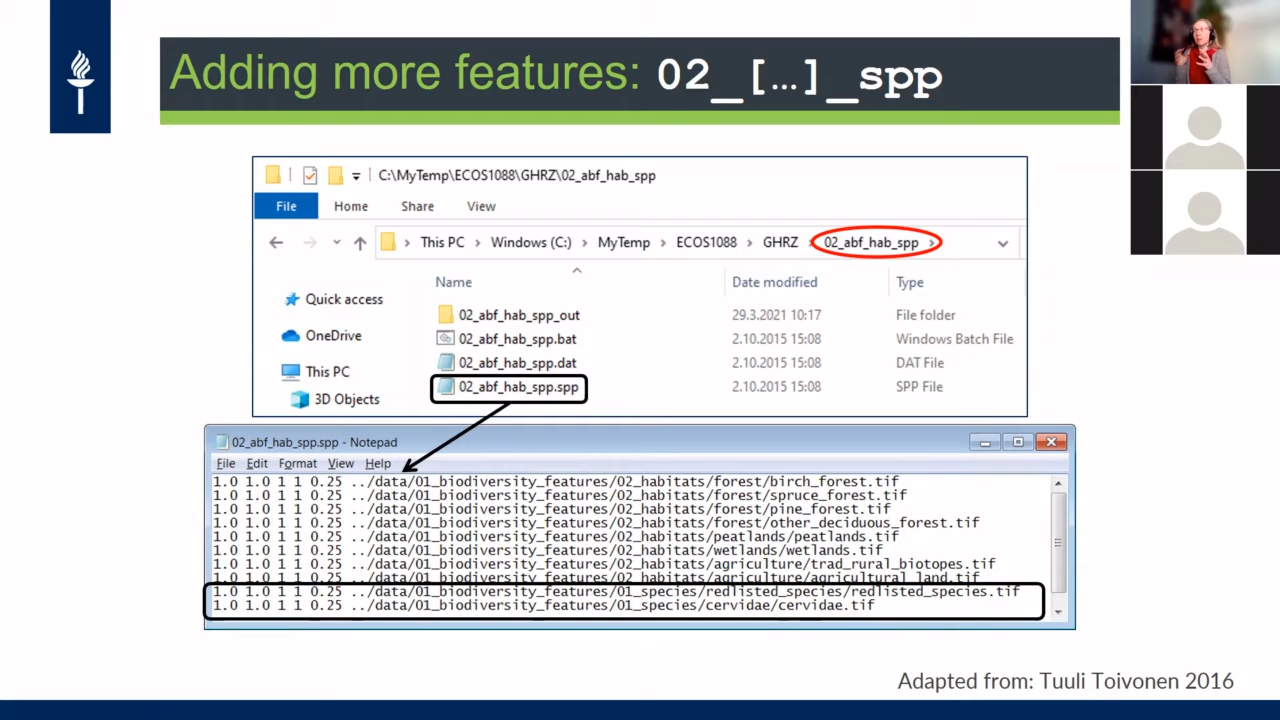 Adding more features: 02_[…]_spp
C:\MyTemp\ECOS1088\GHRZ\02_abf_hab_spp
File Home Share View
This PC Windows (C:) MyTemp ECOS1088 GHRZ 02_abf_hab_spp
Name Date modified Type
Quick access
OneDrive
This PC
3D Objects
02_abf_hab_spp_out 29.3.2021 10:17 File folder
02_abf_hab_spp.bat 2.10.2015 15:08 Windows Batch File
02_abf_hab_spp.dat 2.10.2015 15:08 DAT File
02_abf_hab_spp.spp 2.10.2015 15:08 SPP File
02_abf_hab_spp.spp - Notepad
File Edit Format View Help
1.0 1.0 1 1 0.25 ../data/01_biodiversity_features/02_habitats/forest/birch_forest.tif
1.0 1.0 1 1 0.25 ../data/01_biodiversity_features/02_habitats/forest/spruce_forest.tif
1.0 1.0 1 1 0.25 ../data/01_biodiversity_features/02_habitats/forest/pine_forest.tif
1.0 1.0 1 1 0.25 ../data/01_biodiversity_features/02_habitats/forest/other_deciduous_forest.tif
1.0 1.0 1 1 0.25 ../data/01_biodiversity_features/02_habitats/peatlands/peatlands.tif
1.0 1.0 1 1 0.25 ../data/01_biodiversity_features/02_habitats/wetlands/wetlands.tif
1.0 1.0 1 1 0.25 ../data/01_biodiversity_features/02_habitats/agriculture/trad_rural_biotopes.tif
1.0 1.0 1 1 0.25 ../data/01_biodiversity_features/02_habitats/agriculture/agricultural_land.tif
1.0 1.0 1 1 0.25 ../data/01_biodiversity_features/01_species/redlisted_species/redlisted_species.tif
1.0 1.0 1 1 0.25 ../data/01_biodiversity_features/01_species/cervidae/cervidae.tif
Adapted from: Tuuli Toivonen 2016